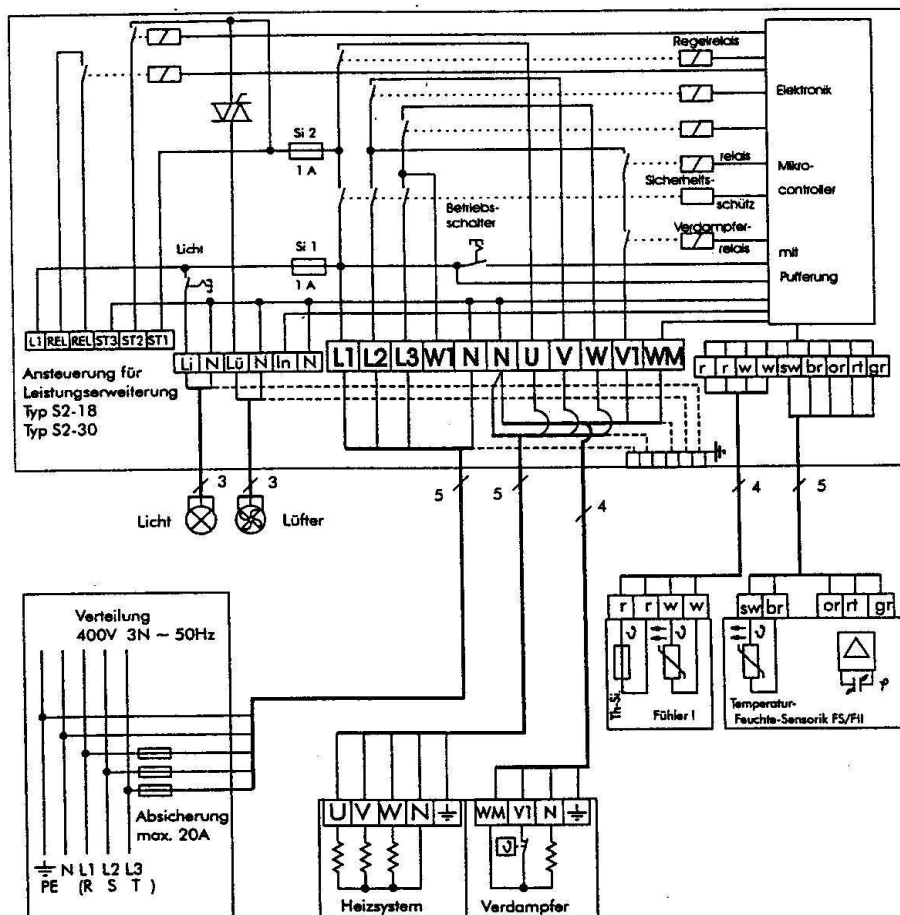 Regelrelais
Elektronik
Si 2
1 A
relais
Mikro-
Sicherheits-
controller
schütz
Betriebs-
schalter
Verdampfer-
relais
mit
Licht
Si 1
1 A
Pufferung
L1 REL REL ST3 ST2 ST1
Li N Lü N In N
L1 L2 L3 W1 N N U V W V1 WM
r r w w sw br or rt gr
Ansteuerung für
Leistungserweiterung
Typ S2-18
Typ S2-30
3 3 5 5 4 4 5
Licht
Lüfter
Verteilung
400V 3N ~ 50Hz
r r w w
sw br or rt gr
ϑ ϑ ϑ
Th-Si.
Fühler I
φ
Temperatur-
Feuchte-Sensorik FS/FII
Absicherung
max. 20A
U V W N
WM V1 N
ϑ
N L1 L2 L3
PE (R S T )
Heizsystem
Verdampfer